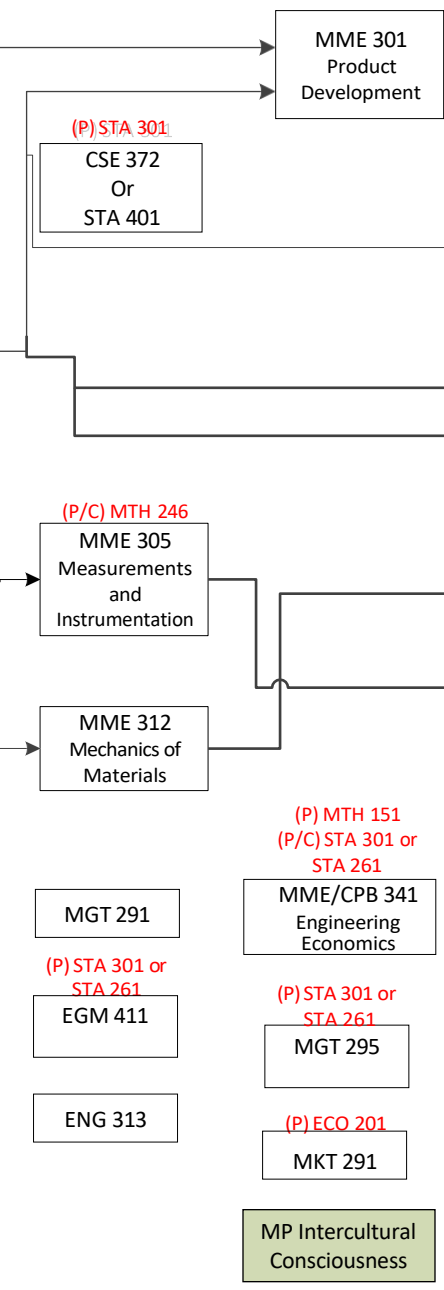 MME 301
Product
Development
(P) STA 301
CSE 372
Or
STA 401
(P/C) MTH 246
MME 305
Measurements
and
Instrumentation
MME 312
Mechanics of
Materials
(P) MTH 151
(P/C) STA 301 or
STA 261
MME/CPB 341
Engineering
Economics
MGT 291
(P) STA 301 or
STA 261
EGM 411
(P) STA 301 or
STA 261
MGT 295
ENG 313
(P) ECO 201
MKT 291
MP Intercultural
Consciousness